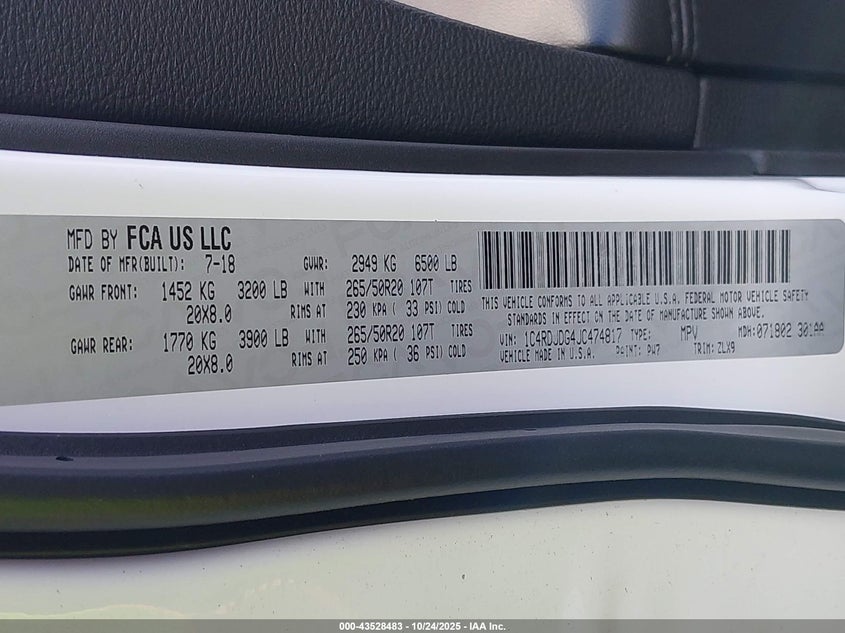 MFD BY FCA US LLC
DATE OF MFR(BUILT): 7-18 GVWR: 2949 KG 6500 LB
GAWR FRONT: 1452 KG 3200 LB WITH 265/50R20 107T TIRES
20X8.0 RIMS AT 230 KPA ( 33 PSI) COLD
GAWR REAR: 1770 KG 3900 LB WITH 265/50R20 107T TIRES
20X8.0 RIMS AT 250 KPA ( 36 PSI) COLD
THIS VEHICLE CONFORMS TO ALL APPLICABLE U.S.A. FEDERAL MOTOR VEHICLE SAFETY
STANDARDS IN EFFECT ON THE DATE OF MANUFACTURE SHOWN ABOVE.
VIN: 1C4RDJDG4JC474817 TYPE: MPV MDH: 071802 301AA
VEHICLE MADE IN U.S.A. PAINT: PW7 TRIM: ZLX9
000-43528483 - 10/24/2025 - IAA Inc.